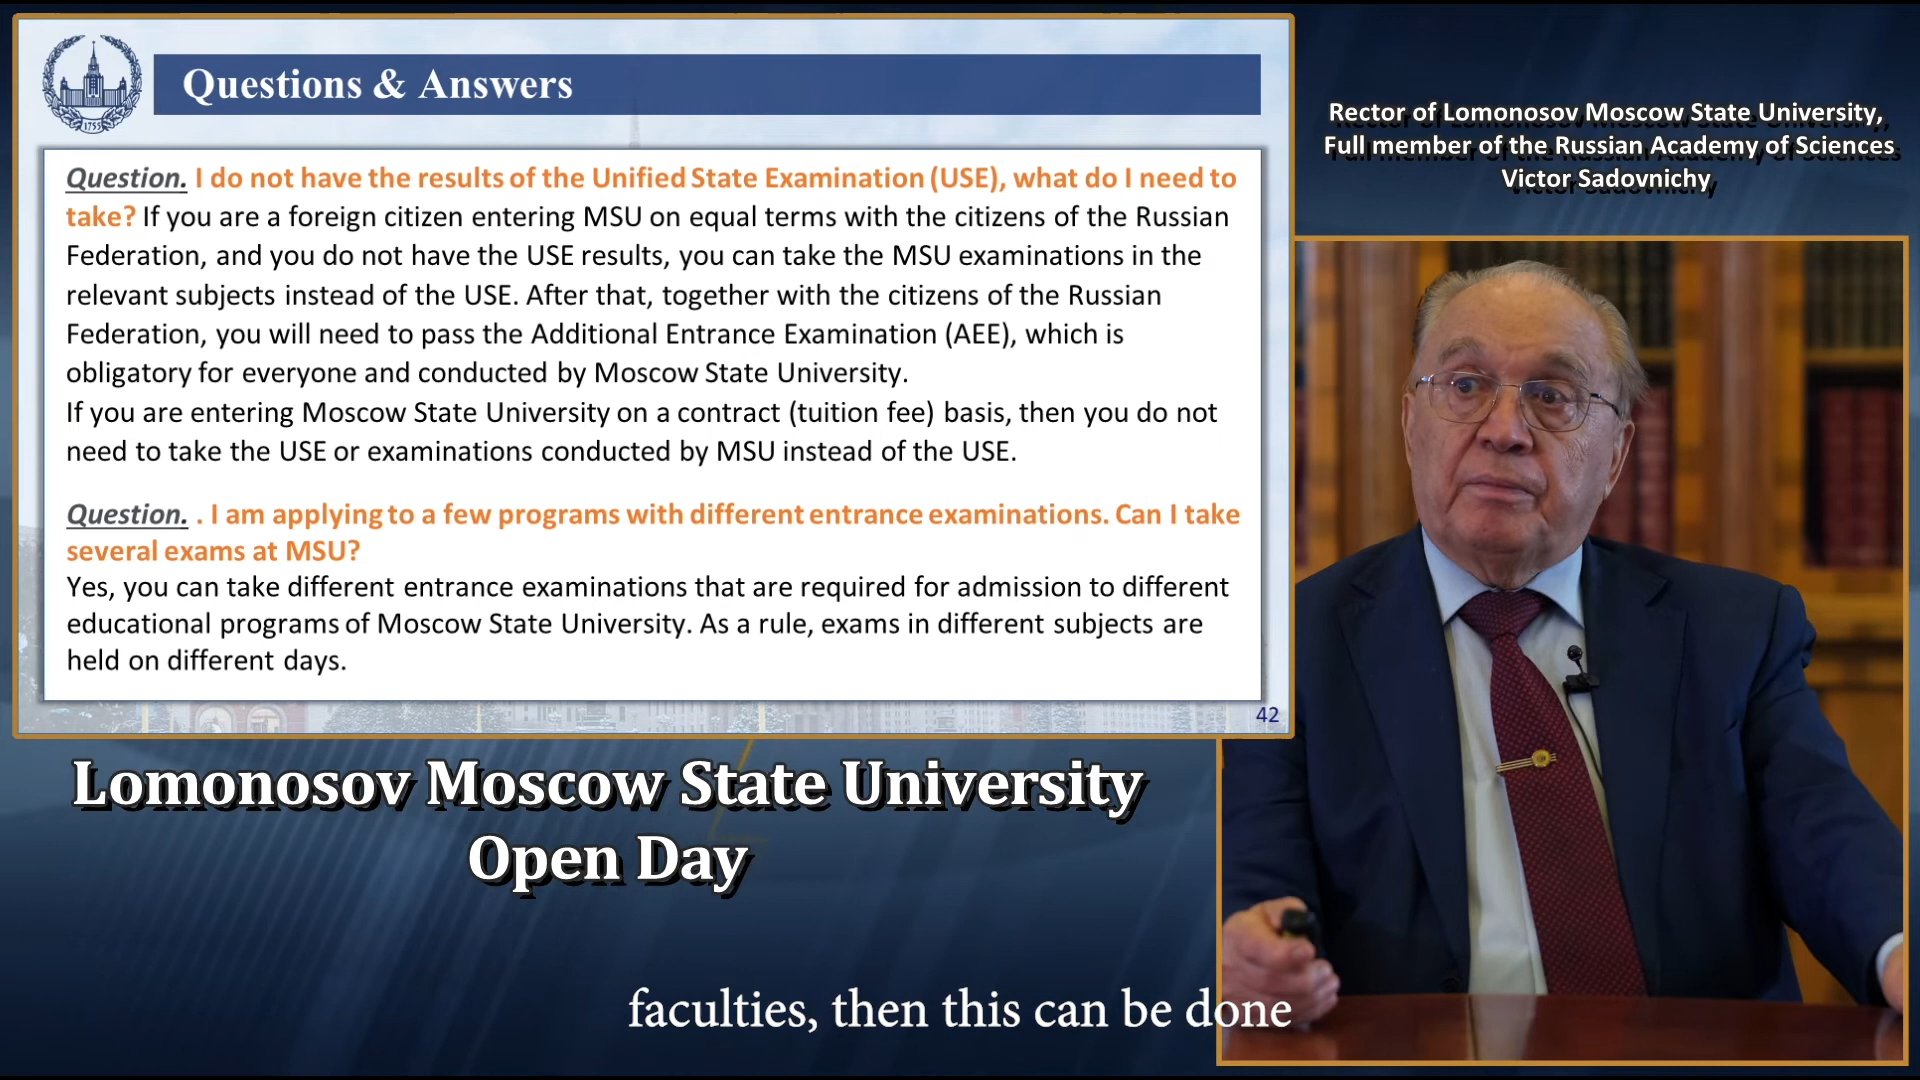 1755
Questions & Answers
Question. I do not have the results of the Unified State Examination (USE), what do I need to
take? If you are a foreign citizen entering MSU on equal terms with the citizens of the Russian
Federation, and you do not have the USE results, you can take the MSU examinations in the
relevant subjects instead of the USE. After that, together with the citizens of the Russian
Federation, you will need to pass the Additional Entrance Examination (AEE), which is
obligatory for everyone and conducted by Moscow State University.
If you are entering Moscow State University on a contract (tuition fee) basis, then you do not
need to take the USE or examinations conducted by MSU instead of the USE.
Question. . I am applying to a few programs with different entrance examinations. Can I take
several exams at MSU?
Yes, you can take different entrance examinations that are required for admission to different
educational programs of Moscow State University. As a rule, exams in different subjects are
held on different days.
42
Rector of Lomonosov Moscow State University,
Full member of the Russian Academy of Sciences
Victor Sadovnichy
Lomonosov Moscow State University
Open Day
faculties, then this can be done